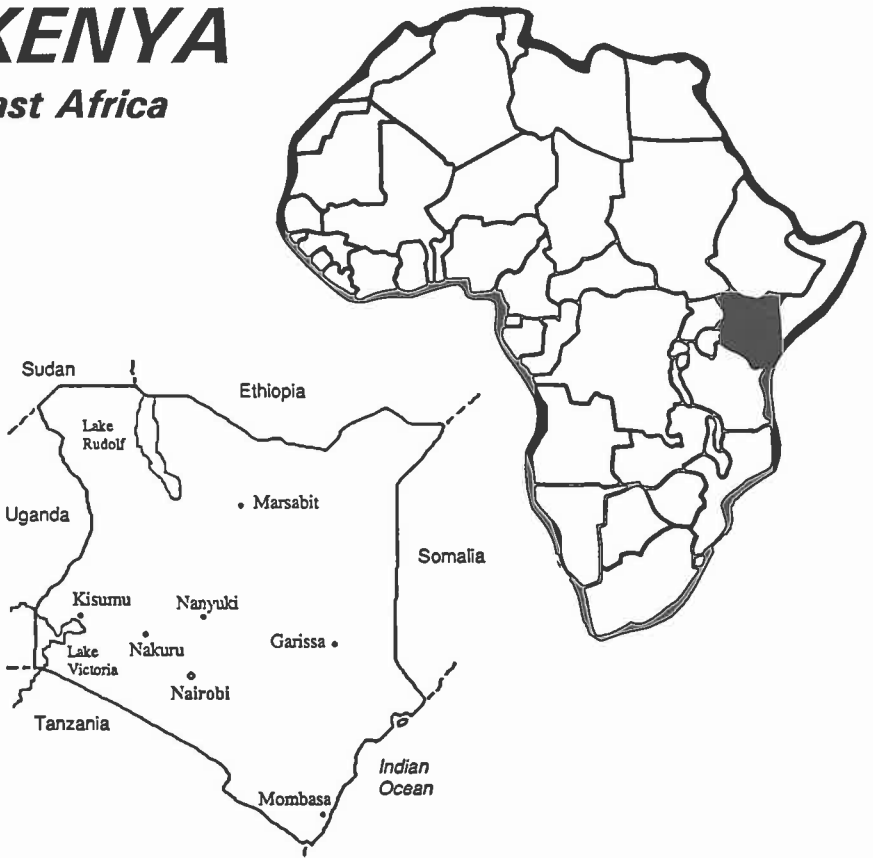 KENYA
ast Africa
Sudan
Ethiopia
Lake
Rudolf
Marsabit
Uganda
Somalia
Kisumu
Nanyuki
Lake
Victoria
Nakuru
Garissa
Nairobi
Tanzania
Indian
Ocean
Mombasa